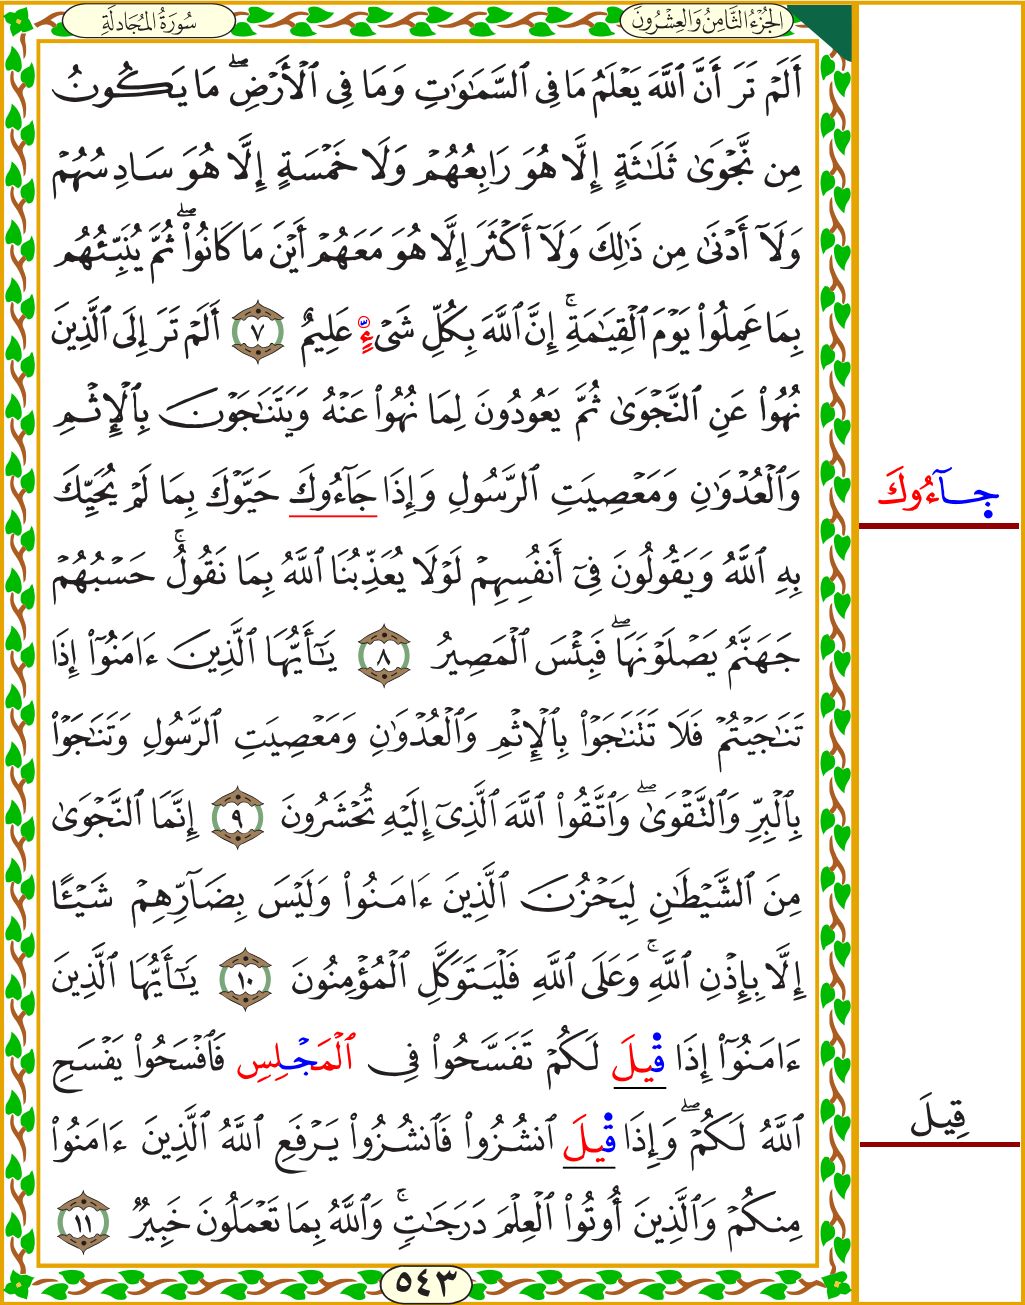 سُورَةُ المُجَادلَةِ
الجُزْءُ الثَّامِنُ وَالعِشْرُونَ
أَلَمۡ تَرَ أَنَّ ٱللَّهَ يَعۡلَمُ مَا فِي ٱلسَّمَٰوَٰتِ وَمَا فِي ٱلۡأَرۡضِۖ مَا يَكُونُ
مِن نَّجۡوَىٰ ثَلَٰثَةٍ إِلَّا هُوَ رَابِعُهُمۡ وَلَا خَمۡسَةٍ إِلَّا هُوَ سَادِسُهُمۡ
وَلَآ أَدۡنَىٰ مِن ذَٰلِكَ وَلَآ أَكۡثَرَ إِلَّا هُوَ مَعَهُمۡ أَيۡنَ مَا كَانُواْۖ ثُمَّ يُنَبِّئُهُم
بِمَا عَمِلُواْ يَوۡمَ ٱلۡقِيَٰمَةِۚ إِنَّ ٱللَّهَ بِكُلِّ شَيۡءٍ عَلِيمٌ ٧ أَلَمۡ تَرَ إِلَى ٱلَّذِينَ
نُهُواْ عَنِ ٱلنَّجۡوَىٰ ثُمَّ يَعُودُونَ لِمَا نُهُواْ عَنۡهُ وَيَتَنَٰجَوۡنَ بِٱلۡإِثۡمِ
وَٱلۡعُدۡوَٰنِ وَمَعۡصِيَتِ ٱلرَّسُولِ وَإِذَا جَآءُوكَ حَيَّوۡكَ بِمَا لَمۡ يُحَيِّكَ
جآءُوكَ
بِهِ ٱللَّهُ وَيَقُولُونَ فِيٓ أَنفُسِهِمۡ لَوۡلَا يُعَذِّبُنَا ٱللَّهُ بِمَا نَقُولُۚ حَسۡبُهُمۡ
جَهَنَّمُ يَصۡلَوۡنَهَاۖ فَبِئۡسَ ٱلۡمَصِيرُ ٨ يَٰٓأَيُّهَا ٱلَّذِينَ ءَامَنُوٓاْ إِذَا
تَنَٰجَيۡتُمۡ فَلَا تَتَنَٰجَوۡاْ بِٱلۡإِثۡمِ وَٱلۡعُدۡوَٰنِ وَمَعۡصِيَتِ ٱلرَّسُولِ وَتَنَٰجَوۡاْ
بِٱلۡبِرِّ وَٱلتَّقۡوَىٰۖ وَٱتَّقُواْ ٱللَّهَ ٱلَّذِيٓ إِلَيۡهِ تُحۡشَرُونَ ٩ إِنَّمَا ٱلنَّجۡوَىٰ
مِنَ ٱلشَّيۡطَٰنِ لِيَحۡزُنَ ٱلَّذِينَ ءَامَنُواْ وَلَيۡسَ بِضَآرِّهِمۡ شَيۡـًٔا
إِلَّا بِإِذۡنِ ٱللَّهِۚ وَعَلَى ٱللَّهِ فَلۡيَتَوَكَّلِ ٱلۡمُؤۡمِنُونَ ١٠ يَٰٓأَيُّهَا ٱلَّذِينَ
ءَامَنُوٓاْ إِذَا قِيلَ لَكُمۡ تَفَسَّحُواْ فِي ٱلۡمَجۡلِسِ فَٱفۡسَحُواْ يَفۡسَحِ
ٱللَّهُ لَكُمۡۖ وَإِذَا قِيلَ ٱنشُزُواْ فَٱنشُزُواْ يَرۡفَعِ ٱللَّهُ ٱلَّذِينَ ءَامَنُواْ
قِيلَ
مِنكُمۡ وَٱلَّذِينَ أُوتُواْ ٱلۡعِلۡمَ دَرَجَٰتٖۚ وَٱللَّهُ بِمَا تَعۡمَلُونَ خَبِيرٞ ١١
٥٤٣